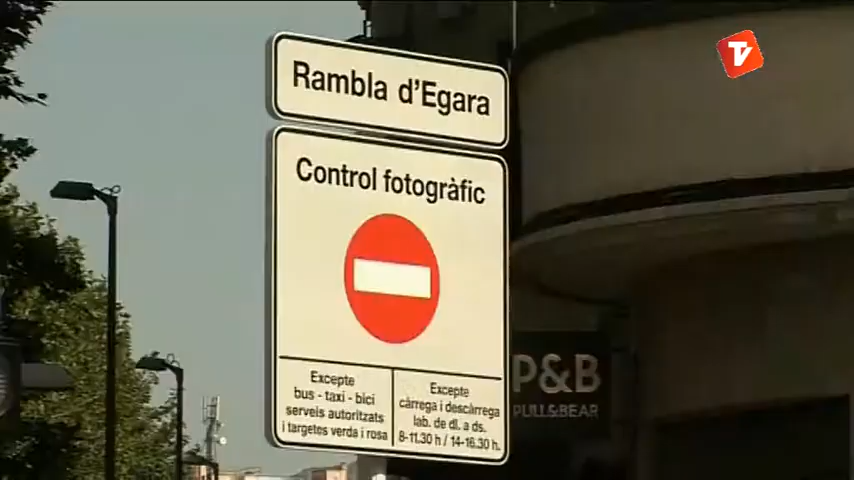 TV
Rambla d'Egara
Control fotogràfic
Excepte
bus - taxi - bici
serveis autoritzats
i targetes verda i rosa
Excepte
càrrega i descàrrega
lab. de dl. a ds.
8-11.30 h / 14-16.30 h.
P&B
PULL&BEAR